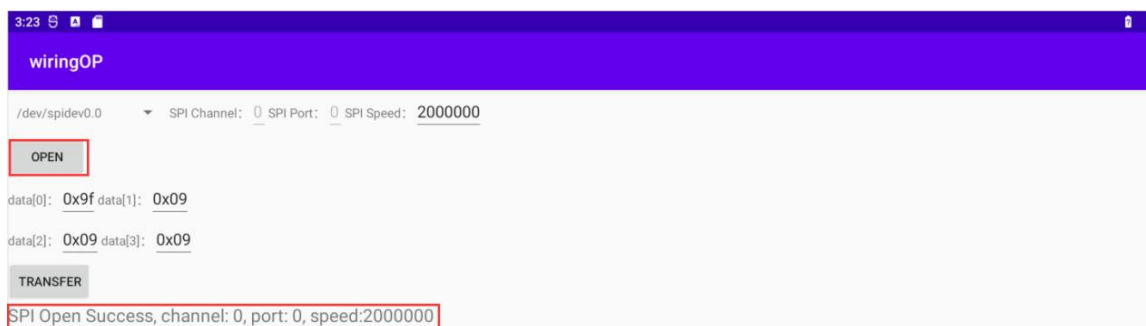 3:23
wiringOP
/dev/spidev0.0 SPI Channel: 0 SPI Port: 0 SPI Speed: 2000000
OPEN
data[0]: 0x9f data[1]: 0x09
data[2]: 0x09 data[3]: 0x09
TRANSFER
SPI Open Success, channel: 0, port: 0, speed:2000000